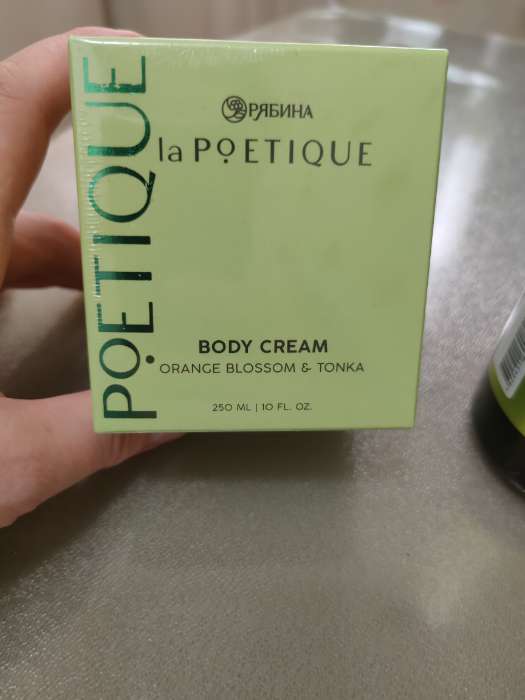 POETIQUE
РЯБИНА
la POETIQUE
BODY CREAM
ORANGE BLOSSOM & TONKA
250 ML | 10 FL. OZ.